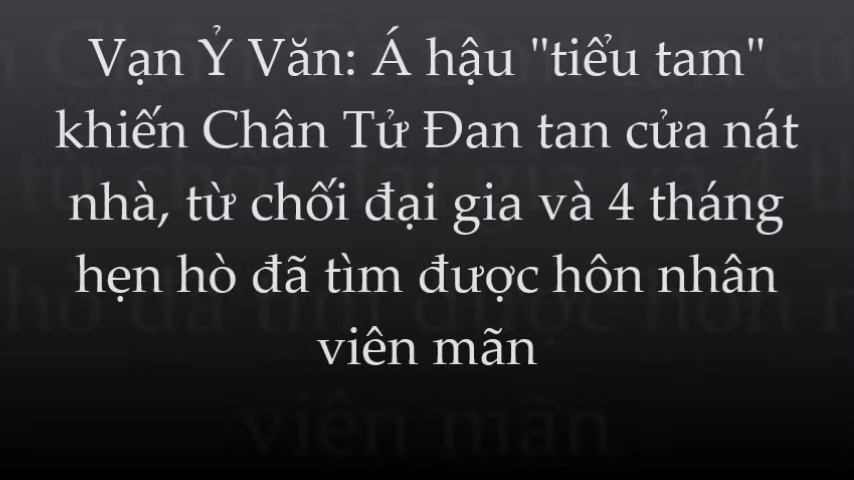 Vạn Ỷ Văn: Á hậu "tiểu tam"
khiến Chân Tử Đan tan cửa nát
nhà, từ chối đại gia và 4 tháng
hẹn hò đã tìm được hôn nhân
viên mãn